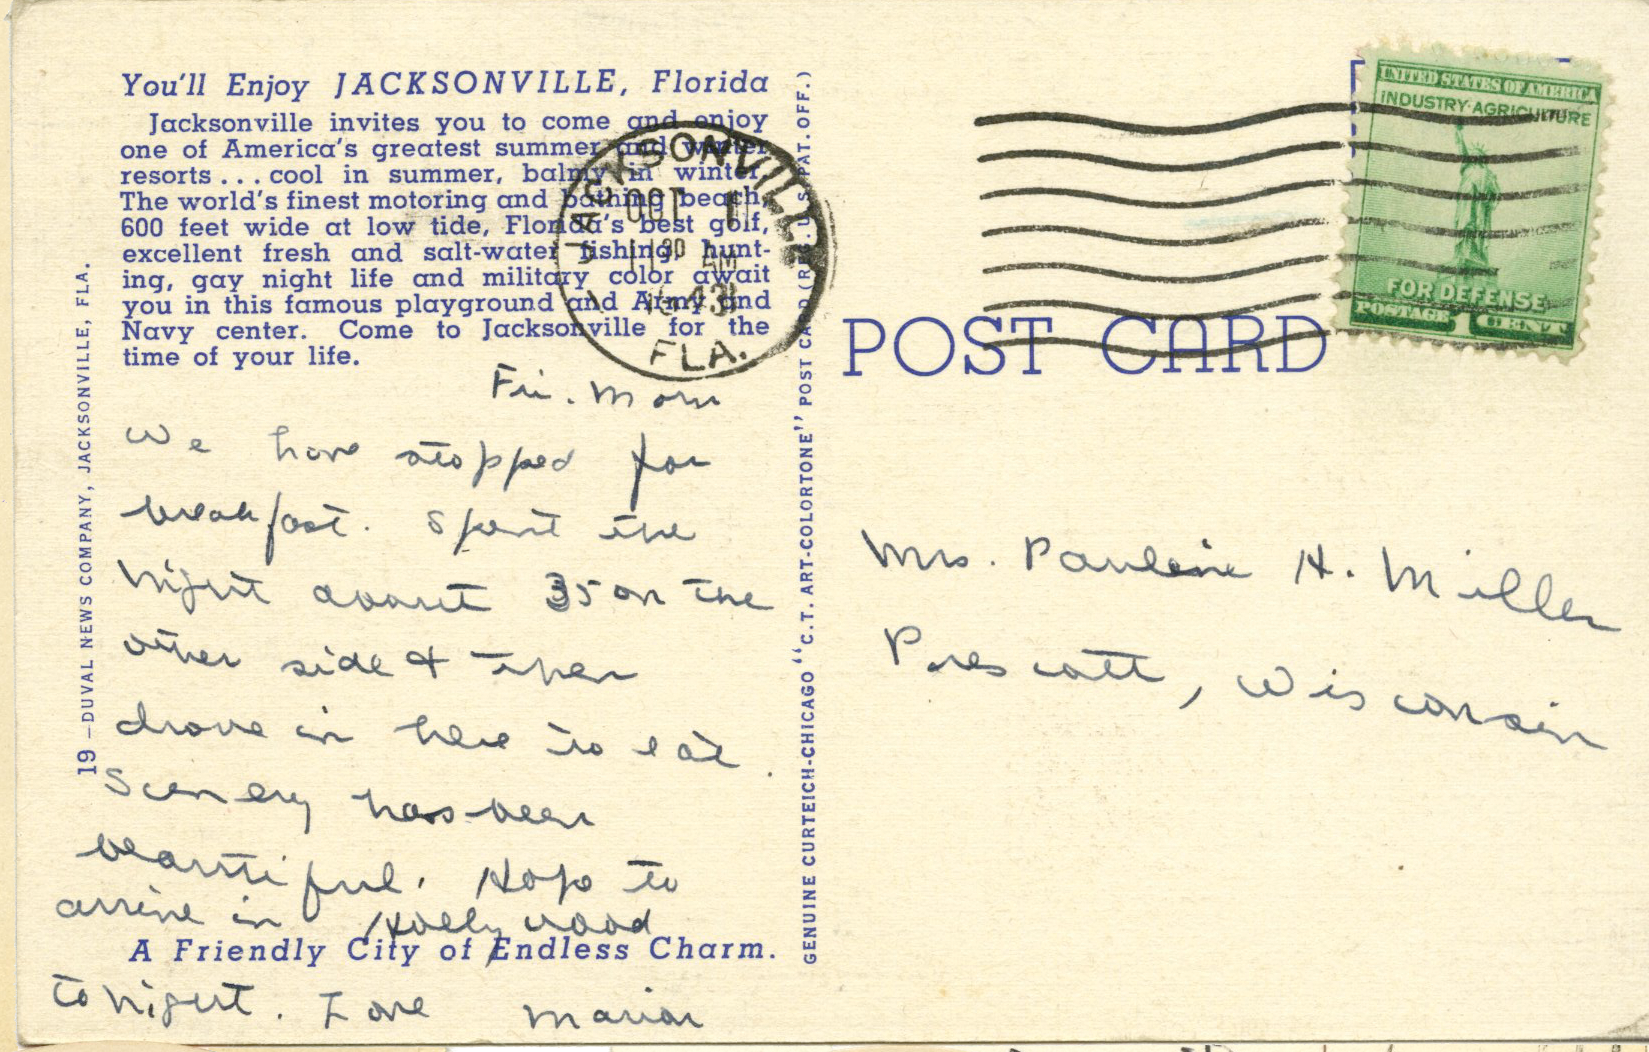 You'll Enjoy JACKSONVILLE, Florida
Jacksonville invites you to come and enjoy
one of America's greatest summer and winter
resorts . . . cool in summer, balmy in winter.
The world's finest motoring and bathing beach,
600 feet wide at low tide, Florida's best golf,
excellent fresh and salt-water fishing, hunt-
ing, gay night life and military color await
you in this famous playground and Army and
Navy center. Come to Jacksonville for the
time of your life.
JACKSONVILLE
OCT 1
11 30 AM
1943
FLA.
Fri. Morn
We have stopped for
breakfast. Spent the
night about 35 on the
other side & then
drove in here to eat.
Scenery has been
beautiful. Hope to
arrive in Hollywood
A Friendly City of Endless Charm.
tonight. Love Marian
19 —DUVAL NEWS COMPANY, JACKSONVILLE, FLA.
GENUINE CURTEICH-CHICAGO "C.T. ART-COLORTONE" POST CARD (REG. U.S. PAT. OFF.)
POST CARD
UNITED STATES OF AMERICA
INDUSTRY·AGRICULTURE
FOR DEFENSE
POSTAGE 1 CENT
Mrs. Pauline H. Miller
Prescott, Wisconsin